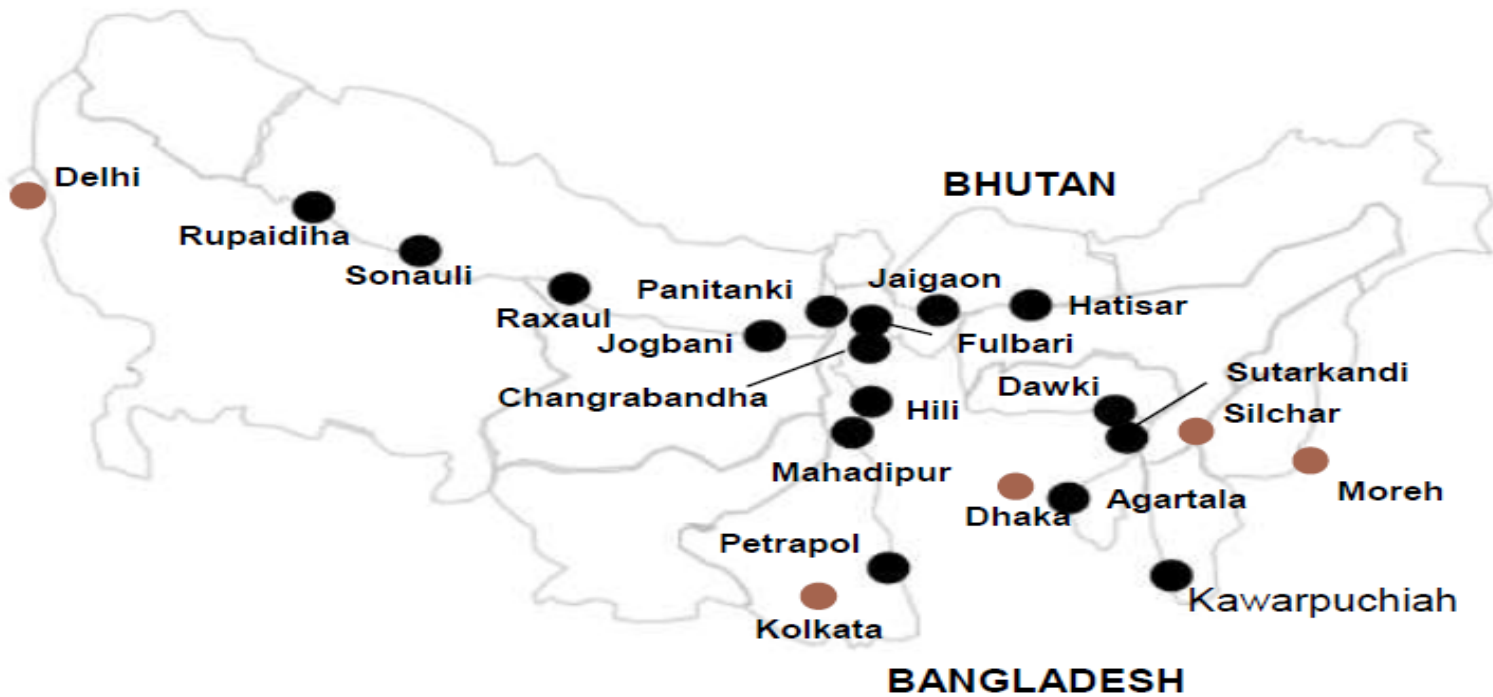 Delhi
BHUTAN
Rupaidiha
Sonauli
Panitanki
Jaigaon
Hatisar
Raxaul
Jogbani
Fulbari
Changrabandha
Dawki
Sutarkandi
Hili
Silchar
Mahadipur
Moreh
Dhaka
Agartala
Petrapol
Kawarpuchiah
Kolkata
BANGLADESH